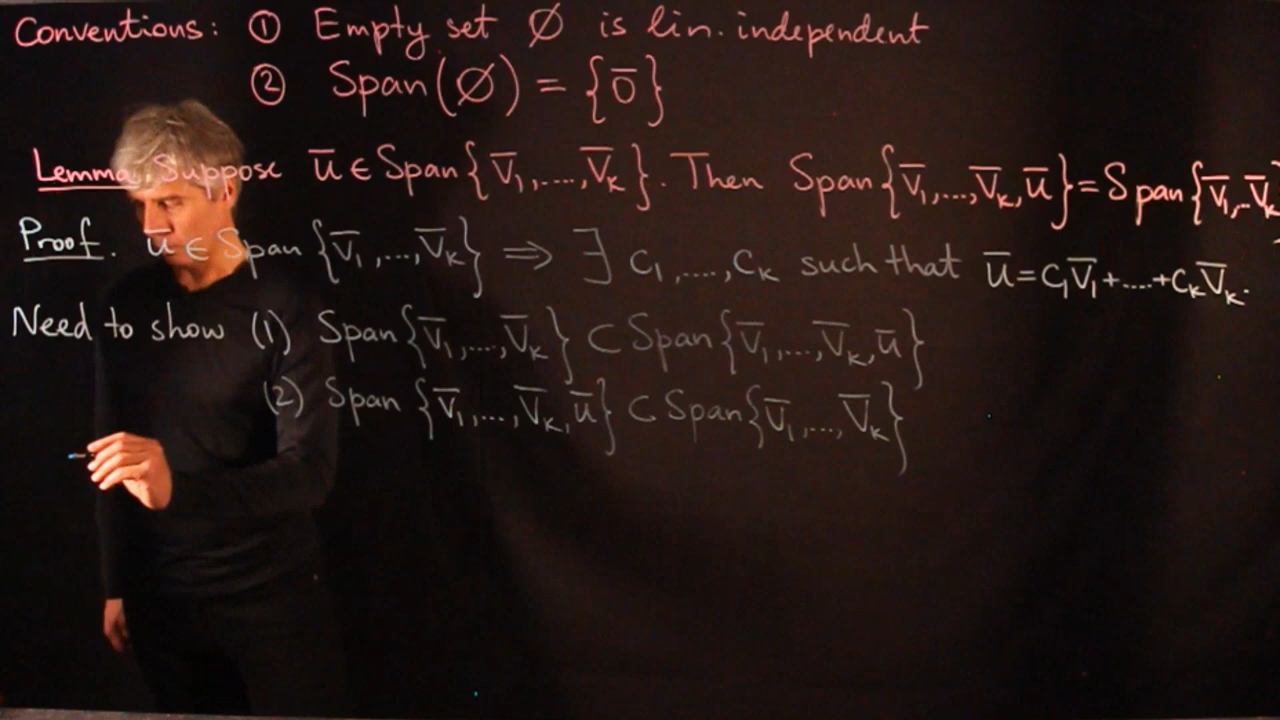 Conventions: ① Empty set ∅ is lin. independent
② Span(∅) = {0̅}
Lemma. Suppose u̅ ∈ Span{v̅₁,....,v̅ₖ}. Then Span{v̅₁,...,v̅ₖ,u̅}=Span{v̅₁,..v̅ₖ}
Proof. u̅ ∈ Span{v̅₁,...,v̅ₖ} ⇒ ∃ c₁,....,cₖ such that u̅=c₁v̅₁+....+cₖv̅ₖ.
Need to show (1) Span{v̅₁,...,v̅ₖ} ⊂ Span{v̅₁,...,v̅ₖ,u̅}
(2) Span{v̅₁,...,v̅ₖ,u̅} ⊂ Span{v̅₁,...,v̅ₖ}